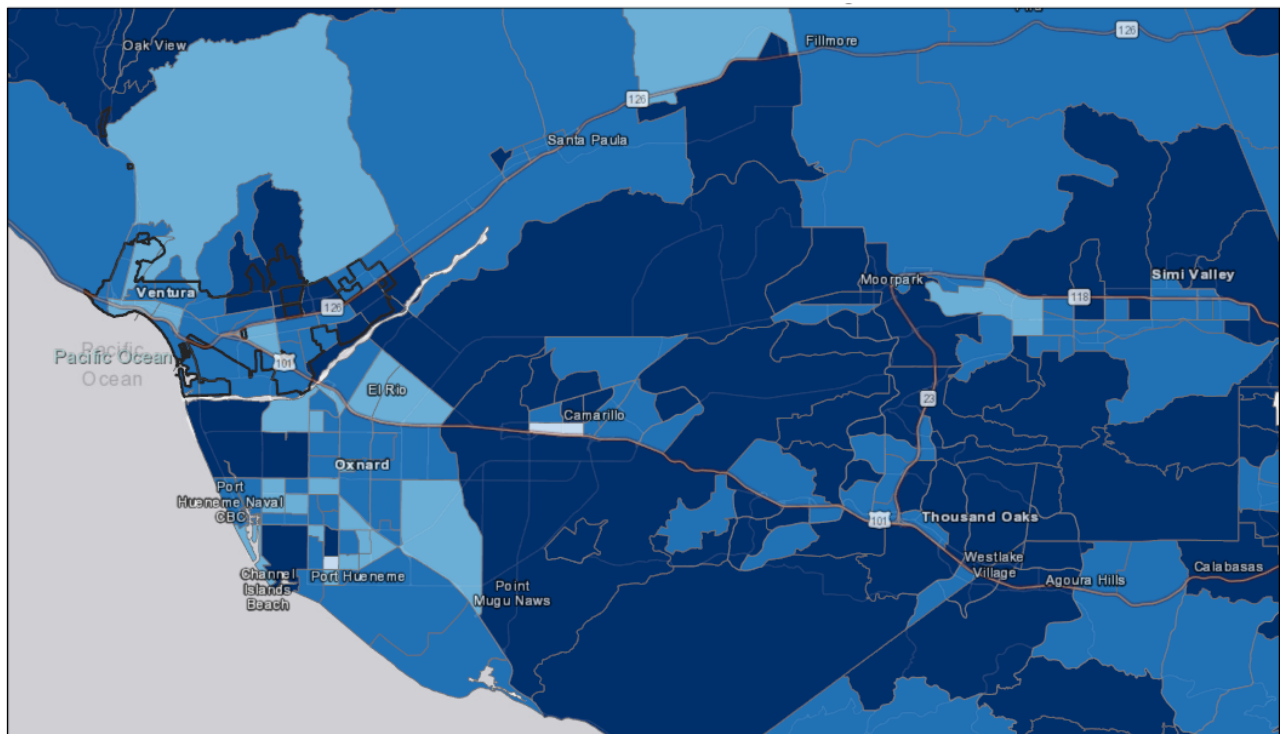 Oak View
Fillmore
126
126
Santa Paula
Ventura
126
Pacific Ocean
Pacific
Ocean
101
El Rio
Moorpark
118
Simi Valley
23
Camarillo
Oxnard
Port
Hueneme Naval
CBC
101
Thousand Oaks
Channel
Islands
Beach
Port Hueneme
Point
Mugu Naws
Westlake
Village
Agoura Hills
Calabasas